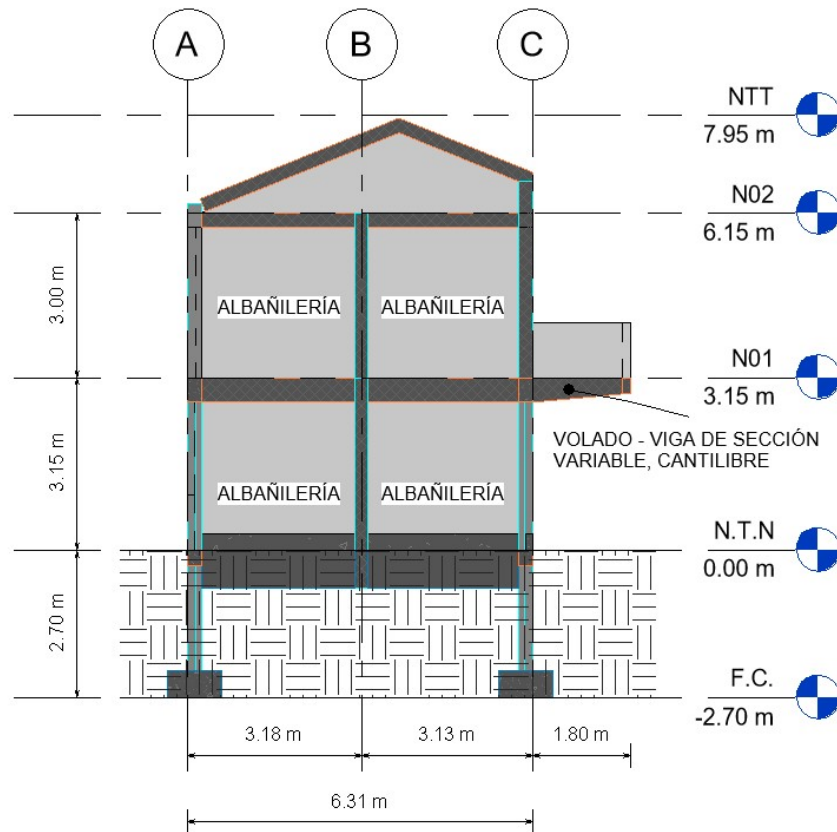 A
B
C
NTT
7.95 m
N02
6.15 m
3.00 m
ALBAÑILERÍA
ALBAÑILERÍA
N01
3.15 m
VOLADO - VIGA DE SECCIÓN
VARIABLE, CANTILIBRE
3.15 m
ALBAÑILERÍA
ALBAÑILERÍA
N.T.N
0.00 m
2.70 m
F.C.
-2.70 m
3.18 m
3.13 m
1.80 m
6.31 m